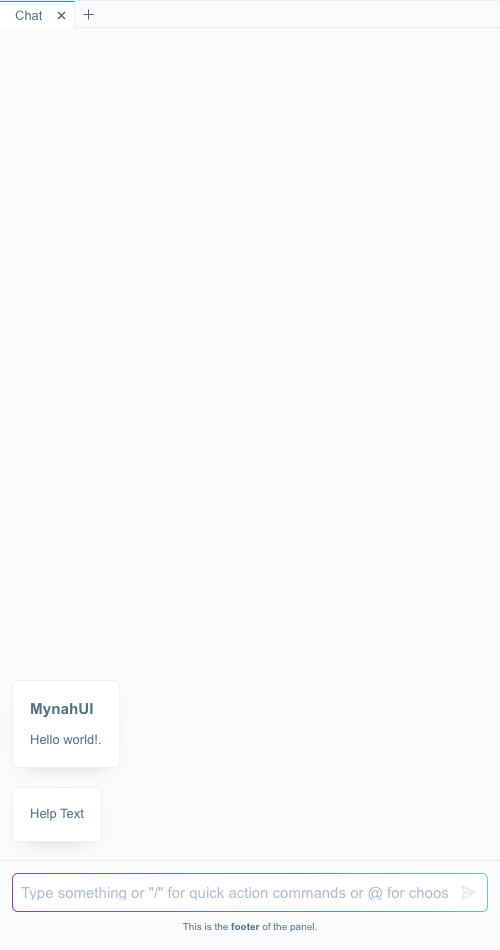 Chat
MynahUI
Hello world!.
Help Text
Type something or "/" for quick action commands or @ for choos
This is the footer of the panel.